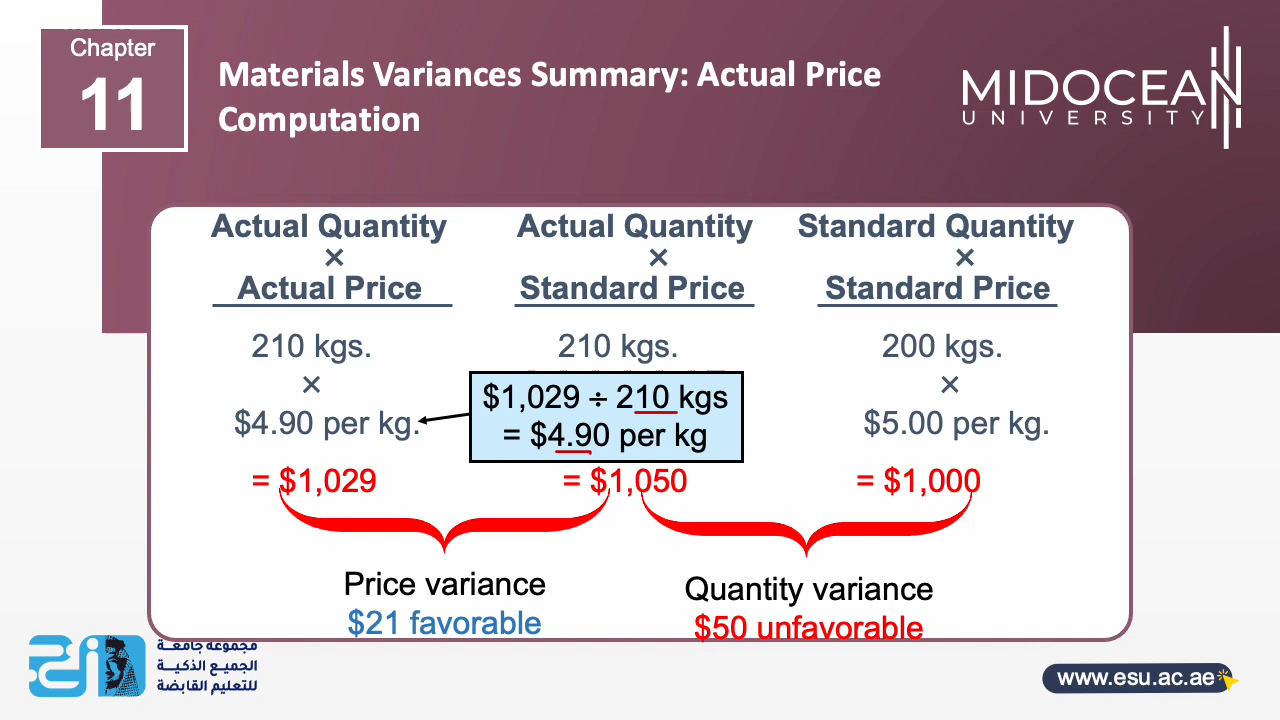 Chapter
11
Materials Variances Summary: Actual Price
Computation
MIDOCEAN
UNIVERSITY
Actual Quantity
×
Actual Price
Actual Quantity
×
Standard Price
Standard Quantity
×
Standard Price
210 kgs.
×
$4.90 per kg.
= $1,029
210 kgs.
$1,029 ÷ 210 kgs
= $4.90 per kg
= $1,050
200 kgs.
×
$5.00 per kg.
= $1,000
Price variance
$21 favorable
Quantity variance
$50 unfavorable
مجموعة جامعة
الجميع الذكية
للتعليم القابضة
www.esu.ac.ae